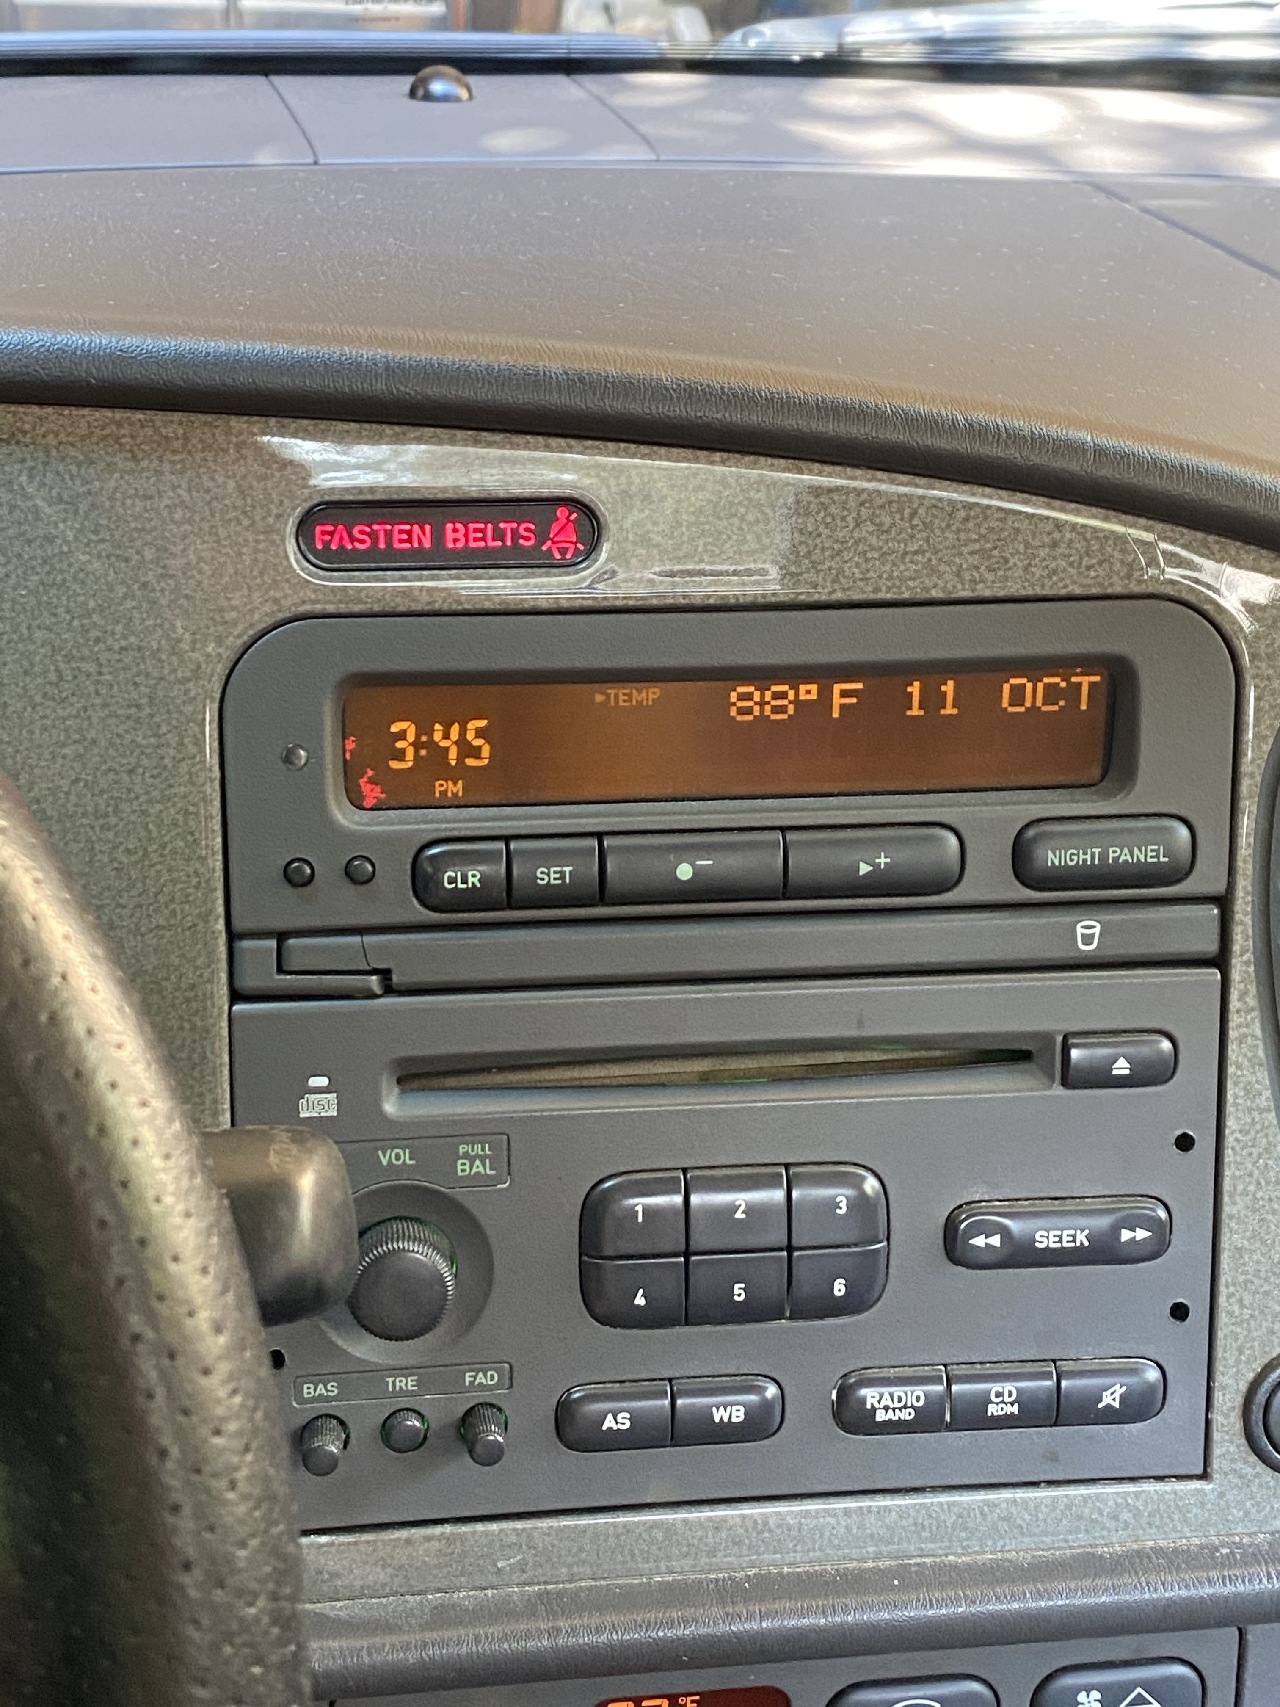 FASTEN BELTS
▸TEMP 88°F 11 OCT
3:45
PM
CLR SET ●− ▸+ NIGHT PANEL
disc
VOL PULL BAL
1 2 3
SEEK
4 5 6
BAS TRE FAD
AS WB RADIO BAND CD RDM
°F